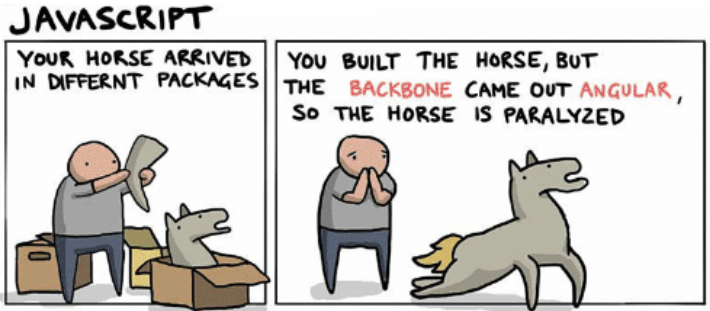 JAVASCRIPT
YOUR HORSE ARRIVED
IN DIFFERNT PACKAGES
YOU BUILT THE HORSE, BUT
THE BACKBONE CAME OUT ANGULAR,
SO THE HORSE IS PARALYZED